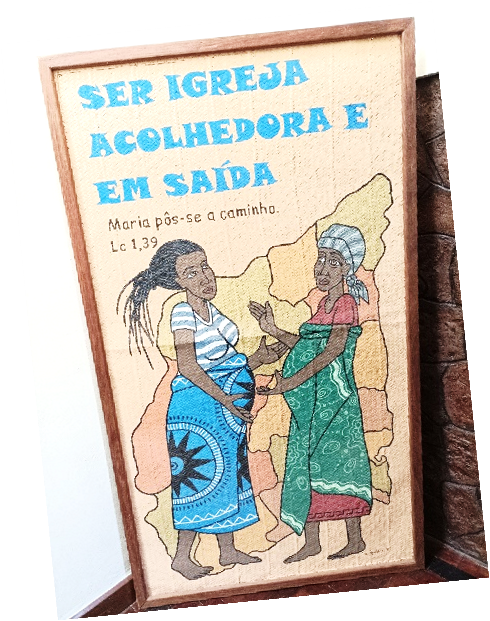 SER IGREJA
ACOLHEDORA E
EM SAÍDA
Maria pôs-se a caminho.
Lc 1,39